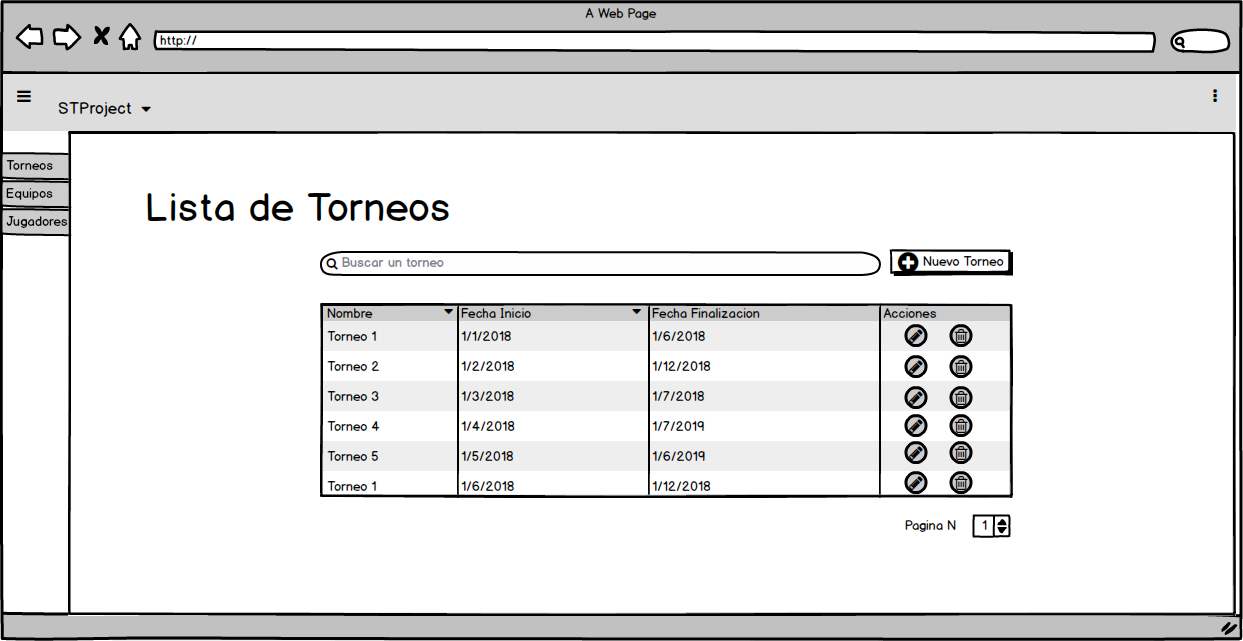 A Web Page
http://
STProject
Torneos
Equipos
Jugadores
Lista de Torneos
Buscar un torneo
Nuevo Torneo
Nombre Fecha Inicio Fecha Finalizacion Acciones
Torneo 1 1/1/2018 1/6/2018
Torneo 2 1/2/2018 1/12/2018
Torneo 3 1/3/2018 1/7/2018
Torneo 4 1/4/2018 1/7/2019
Torneo 5 1/5/2018 1/6/2019
Torneo 1 1/6/2018 1/12/2018
Pagina N 1